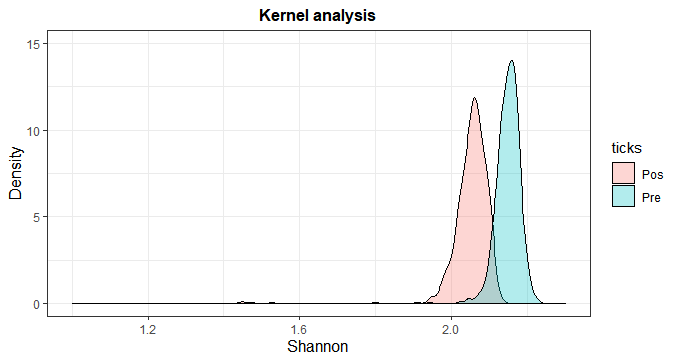 Kernel analysis
15
10
5
0
Density
1.2 1.6 2.0
Shannon
ticks
Pos
Pre